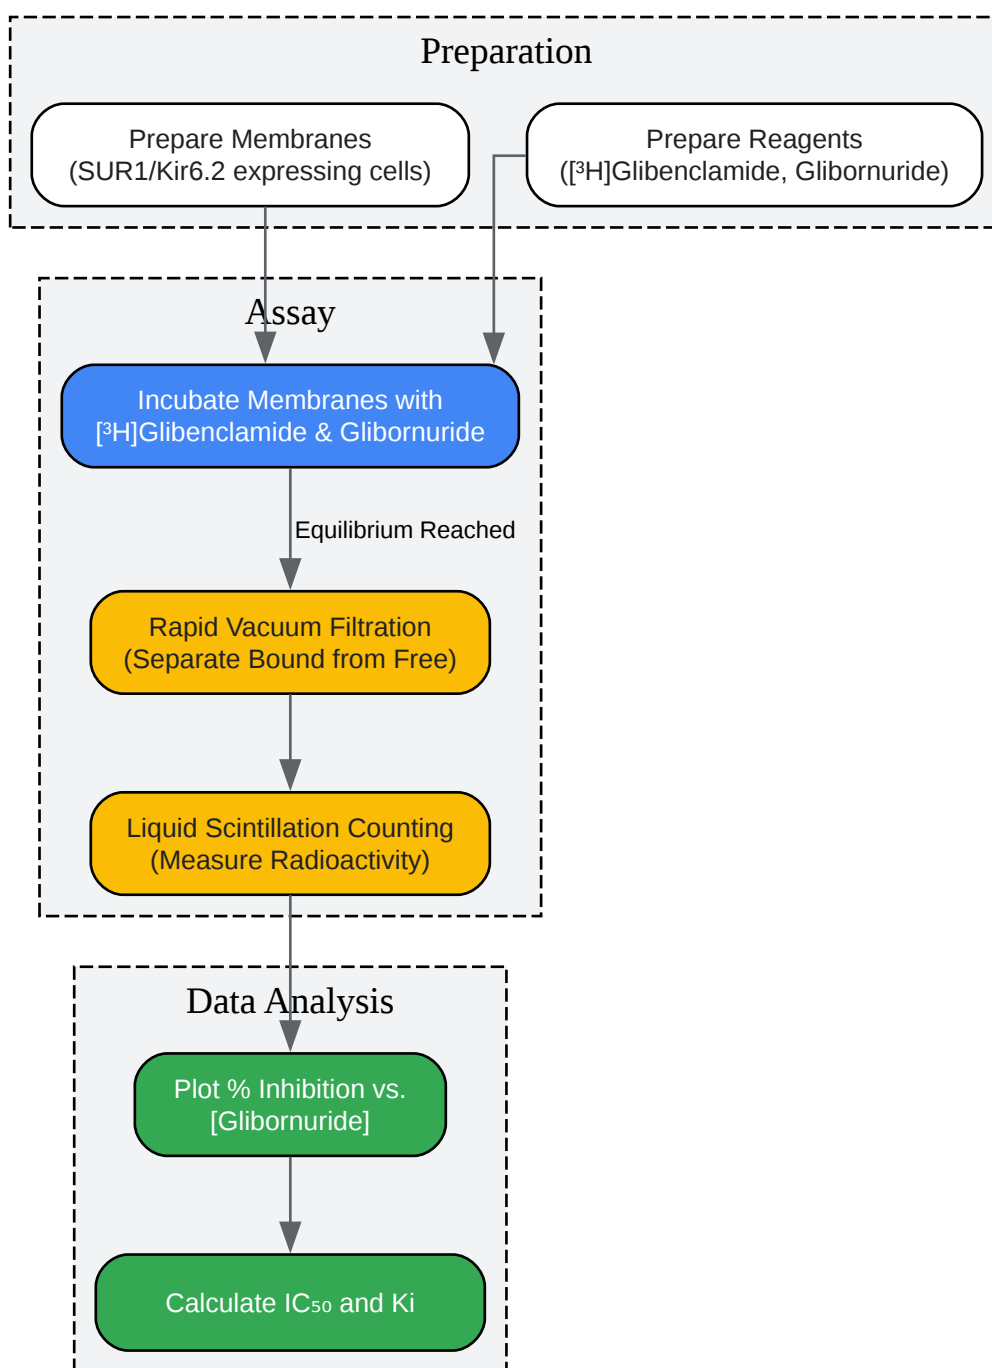 Preparation
Prepare Membranes
(SUR1/Kir6.2 expressing cells)
Prepare Reagents
([³H]Glibenclamide, Glibornuride)
Assay
Incubate Membranes with
[³H]Glibenclamide & Glibornuride
Equilibrium Reached
Rapid Vacuum Filtration
(Separate Bound from Free)
Liquid Scintillation Counting
(Measure Radioactivity)
Data Analysis
Plot % Inhibition vs.
[Glibornuride]
Calculate IC₅₀ and Ki